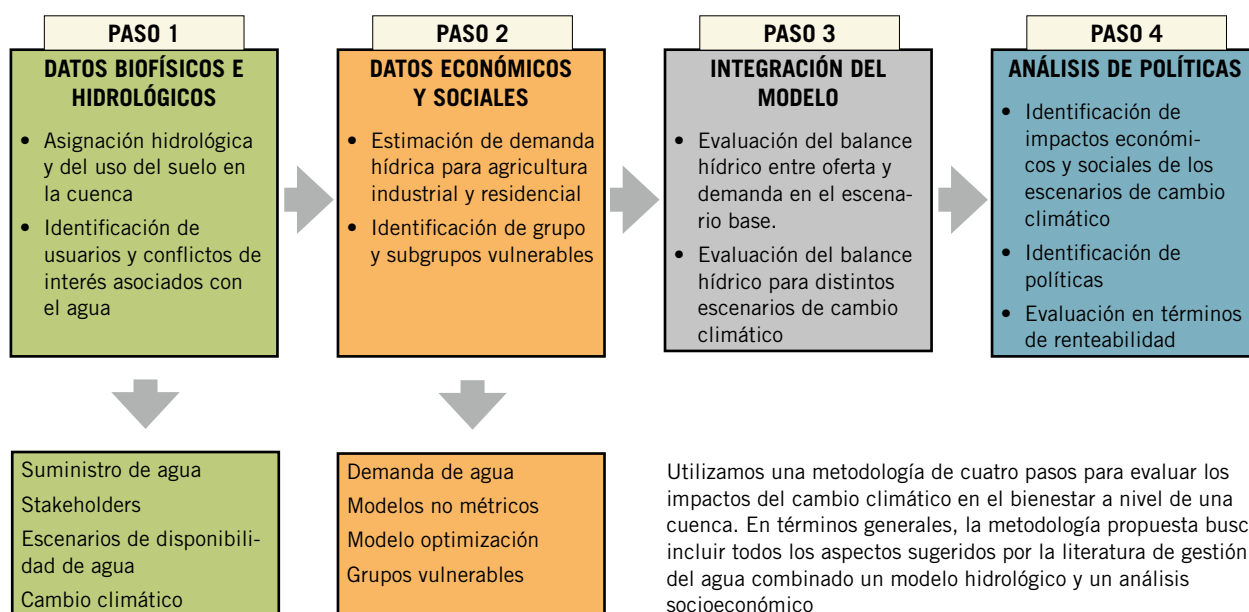 PASO 1
DATOS BIOFÍSICOS E
HIDROLÓGICOS
• Asignación hidrológica
y del uso del suelo en
la cuenca
• Identificación de
usuarios y conflictos de
interés asociados con
el agua
PASO 2
DATOS ECONÓMICOS
Y SOCIALES
• Estimación de demanda
hídrica para agricultura
industrial y residencial
• Identificación de grupo
y subgrupos vulnerables
PASO 3
INTEGRACIÓN DEL
MODELO
• Evaluación del balance
hídrico entre oferta y
demanda en el escena-
rio base.
• Evaluación del balance
hídrico para distintos
escenarios de cambio
climático
PASO 4
ANÁLISIS DE POLÍTICAS
• Identificación de
impactos económi-
cos y sociales de los
escenarios de cambio
climático
• Identificación de
políticas
• Evaluación en términos
de renteabilidad
Suministro de agua
Stakeholders
Escenarios de disponibili-
dad de agua
Cambio climático
Demanda de agua
Modelos no métricos
Modelo optimización
Grupos vulnerables
Utilizamos una metodología de cuatro pasos para evaluar los
impactos del cambio climático en el bienestar a nivel de una
cuenca. En términos generales, la metodología propuesta busc
incluir todos los aspectos sugeridos por la literatura de gestión
del agua combinado un modelo hidrológico y un análisis
socioeconómico